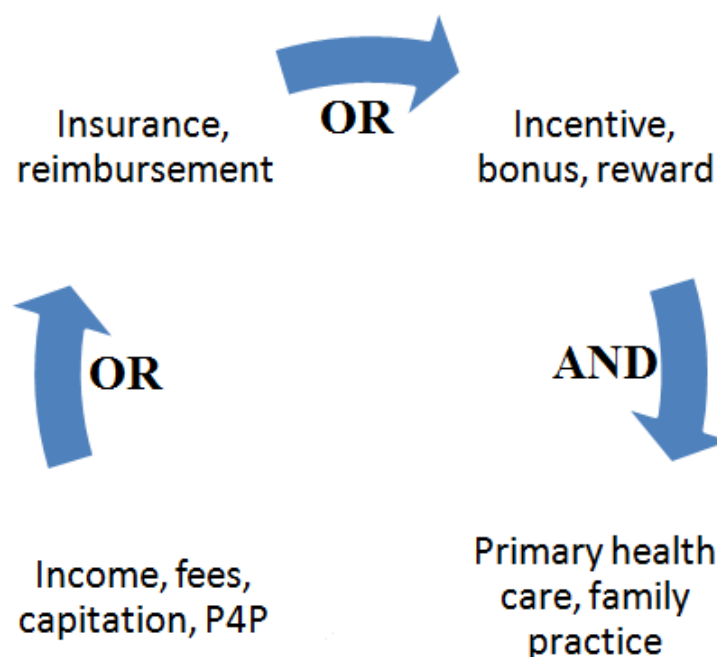 Insurance,
reimbursement
OR
Incentive,
bonus, reward
OR
AND
Income, fees,
capitation, P4P
Primary health
care, family
practice